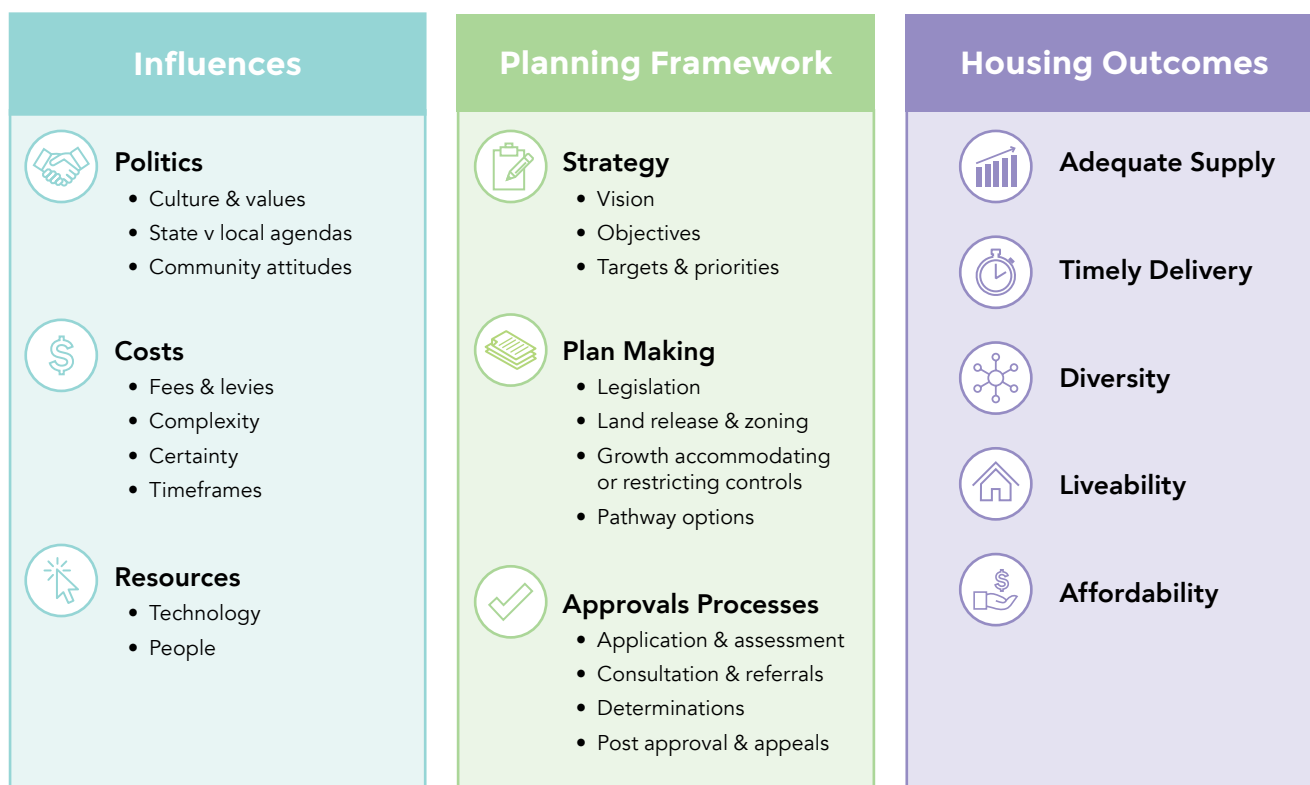 Influences
Politics
• Culture & values
• State v local agendas
• Community attitudes
Costs
• Fees & levies
• Complexity
• Certainty
• Timeframes
Resources
• Technology
• People
Planning Framework
Strategy
• Vision
• Objectives
• Targets & priorities
Plan Making
• Legislation
• Land release & zoning
• Growth accommodating
or restricting controls
• Pathway options
Approvals Processes
• Application & assessment
• Consultation & referrals
• Determinations
• Post approval & appeals
Housing Outcomes
Adequate Supply
Timely Delivery
Diversity
Liveability
Affordability